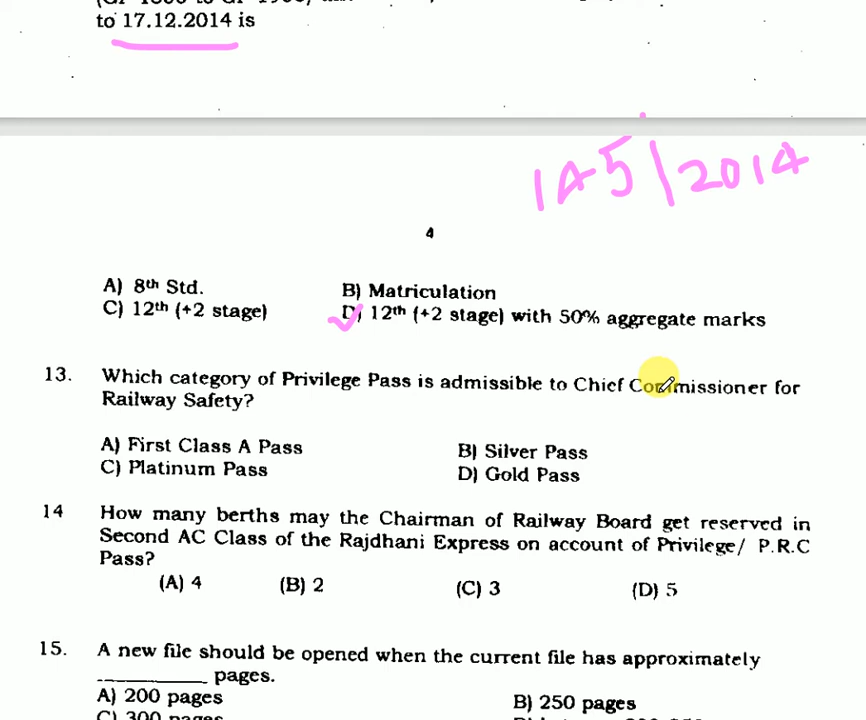 to 17.12.2014 is
145/2014
4
A) 8th Std.
B) Matriculation
C) 12th (+2 stage)
D) 12th (+2 stage) with 50% aggregate marks
13. Which category of Privilege Pass is admissible to Chief Commissioner for
Railway Safety?
A) First Class A Pass
B) Silver Pass
C) Platinum Pass
D) Gold Pass
14 How many berths may the Chairman of Railway Board get reserved in
Second AC Class of the Rajdhani Express on account of Privilege/ P.R.C
Pass?
(A) 4 (B) 2 (C) 3 (D) 5
15. A new file should be opened when the current file has approximately
_________ pages.
A) 200 pages
B) 250 pages
C) 300 pages